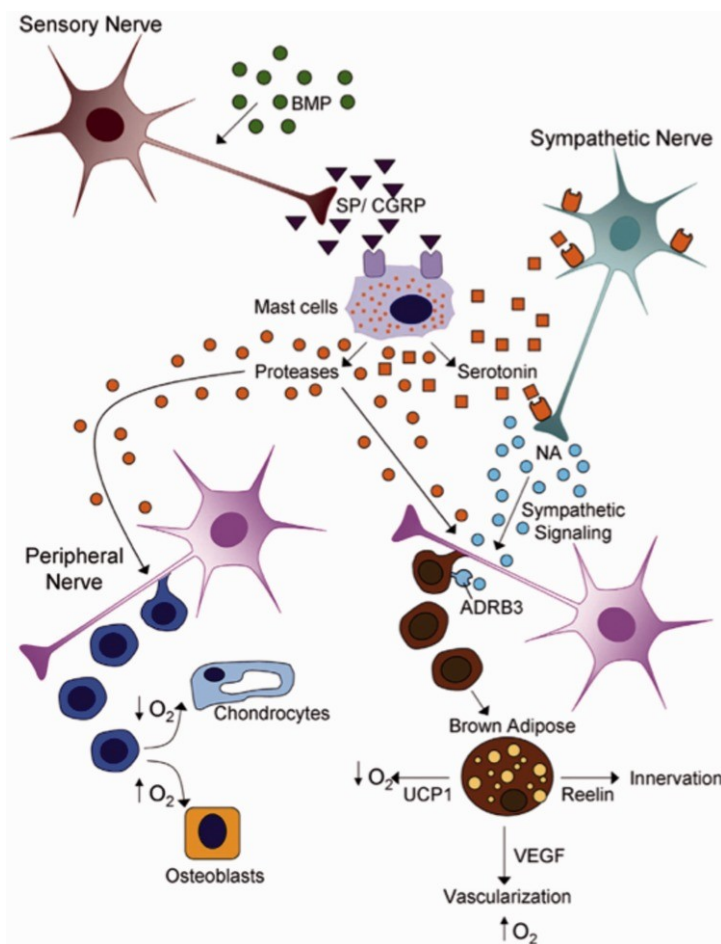 Sensory Nerve
BMP
Sympathetic Nerve
SP/ CGRP
Mast cells
Proteases
Serotonin
NA
Sympathetic
Signaling
Peripheral
Nerve
ADRB3
↓ O₂
Chondrocytes
↑ O₂
Osteoblasts
Brown Adipose
↓ O₂
UCP1
Reelin
Innervation
VEGF
Vascularization
↑ O₂